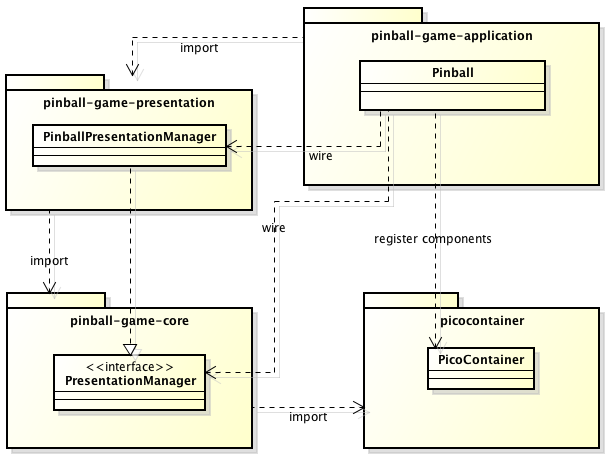 pinball-game-application
import
Pinball
pinball-game-presentation
PinballPresentationManager
wire
wire
register components
import
pinball-game-core
picocontainer
<<interface>>
PresentationManager
PicoContainer
import